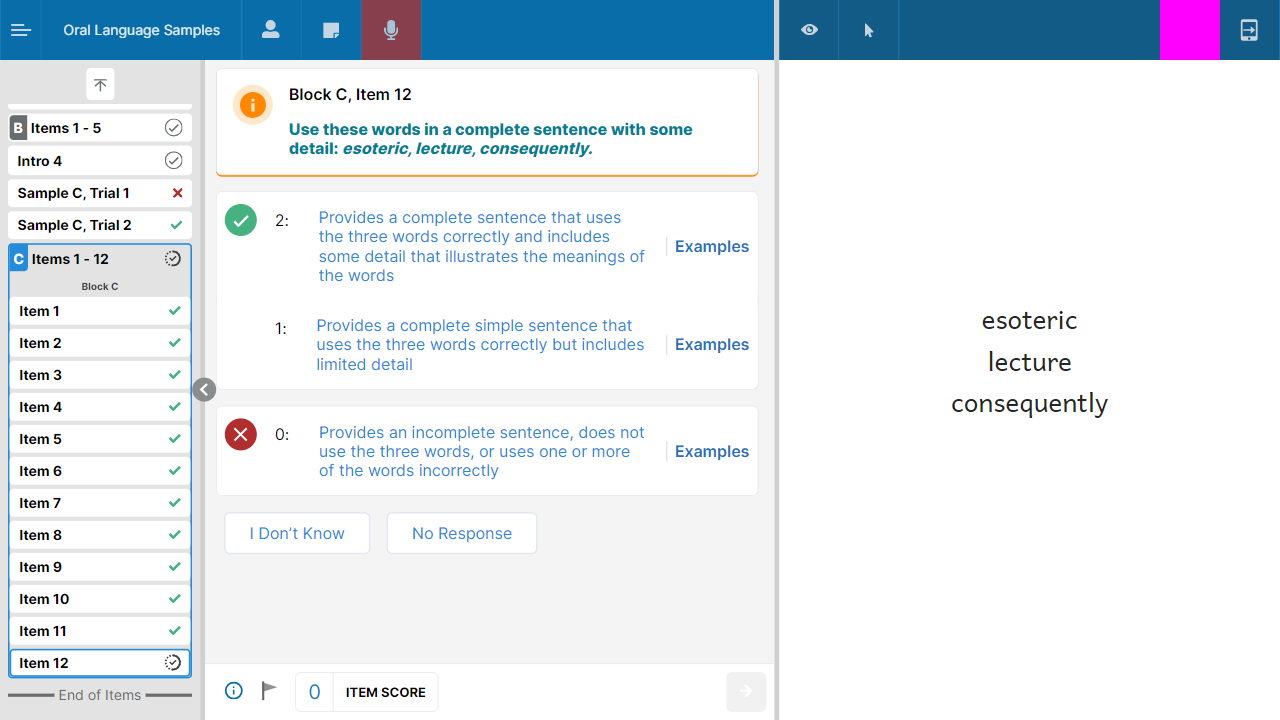 Oral Language Samples
B Items 1 - 5
Intro 4
Sample C, Trial 1
Sample C, Trial 2
C Items 1 - 12
Block C
Item 1
Item 2
Item 3
Item 4
Item 5
Item 6
Item 7
Item 8
Item 9
Item 10
Item 11
Item 12
End of Items
Block C, Item 12
Use these words in a complete sentence with some
detail: esoteric, lecture, consequently.
2: Provides a complete sentence that uses
the three words correctly and includes
some detail that illustrates the meanings of
the words
Examples
1: Provides a complete simple sentence that
uses the three words correctly but includes
limited detail
Examples
0: Provides an incomplete sentence, does not
use the three words, or uses one or more
of the words incorrectly
Examples
I Don't Know
No Response
0 ITEM SCORE
esoteric
lecture
consequently